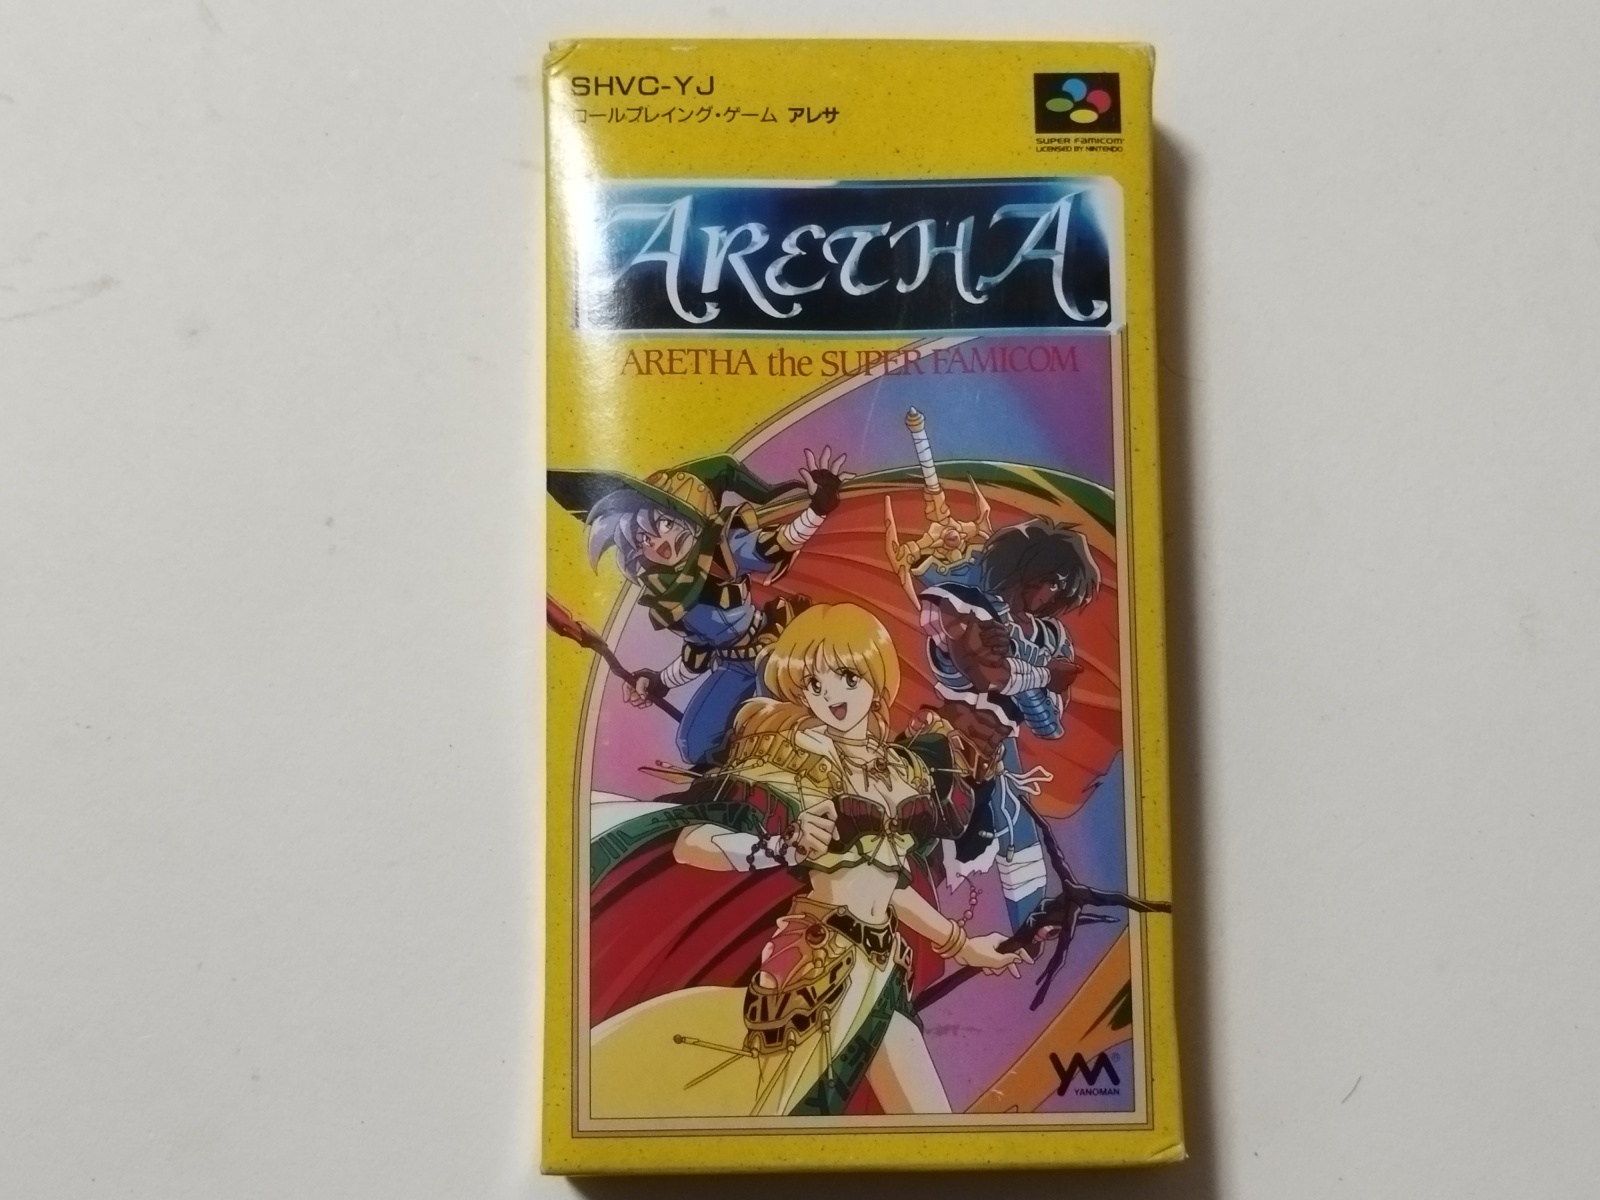 SHVC-YJ
ロールプレイング・ゲーム アレサ
SUPER FAMICOM
LICENSED BY NINTENDO
ARETHA
ARETHA the SUPER FAMICOM
YM®
YANOMAN